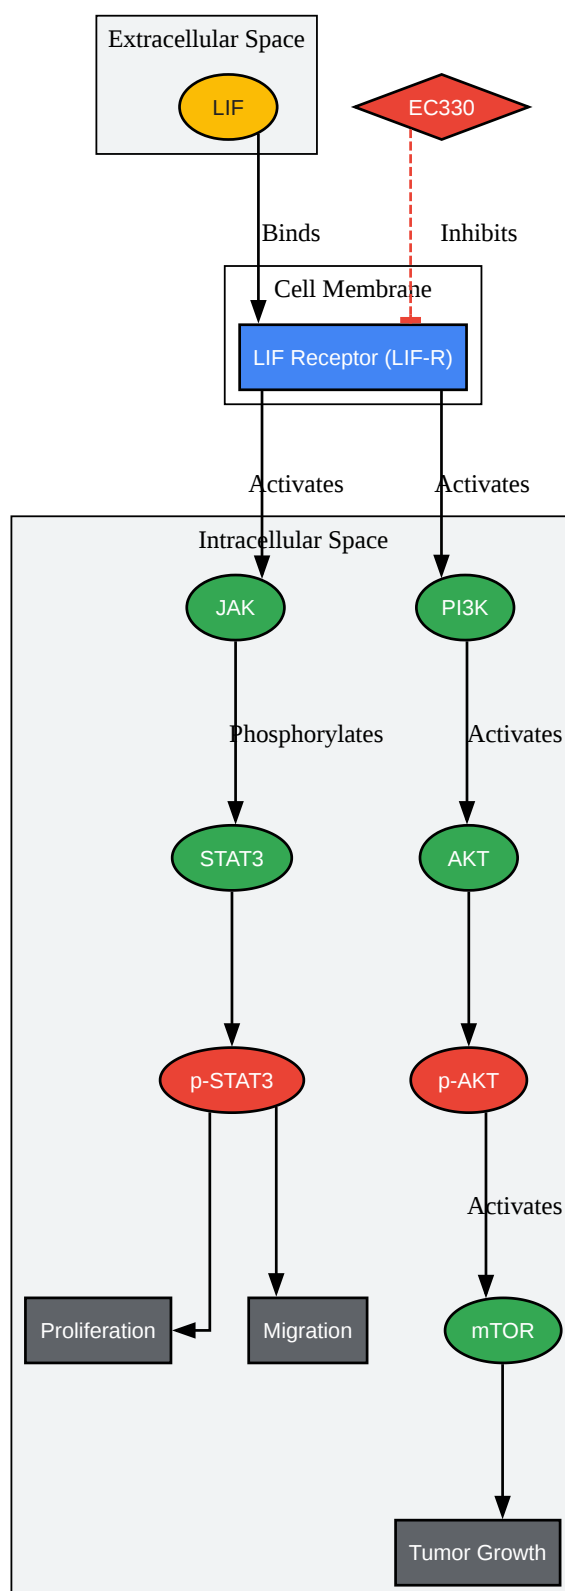 Extracellular Space
LIF
EC330
Binds
Inhibits
Cell Membrane
LIF Receptor (LIF-R)
Activates
Activates
Intracellular Space
JAK
PI3K
Phosphorylates
Activates
STAT3
AKT
p-STAT3
p-AKT
Activates
Proliferation
Migration
mTOR
Tumor Growth